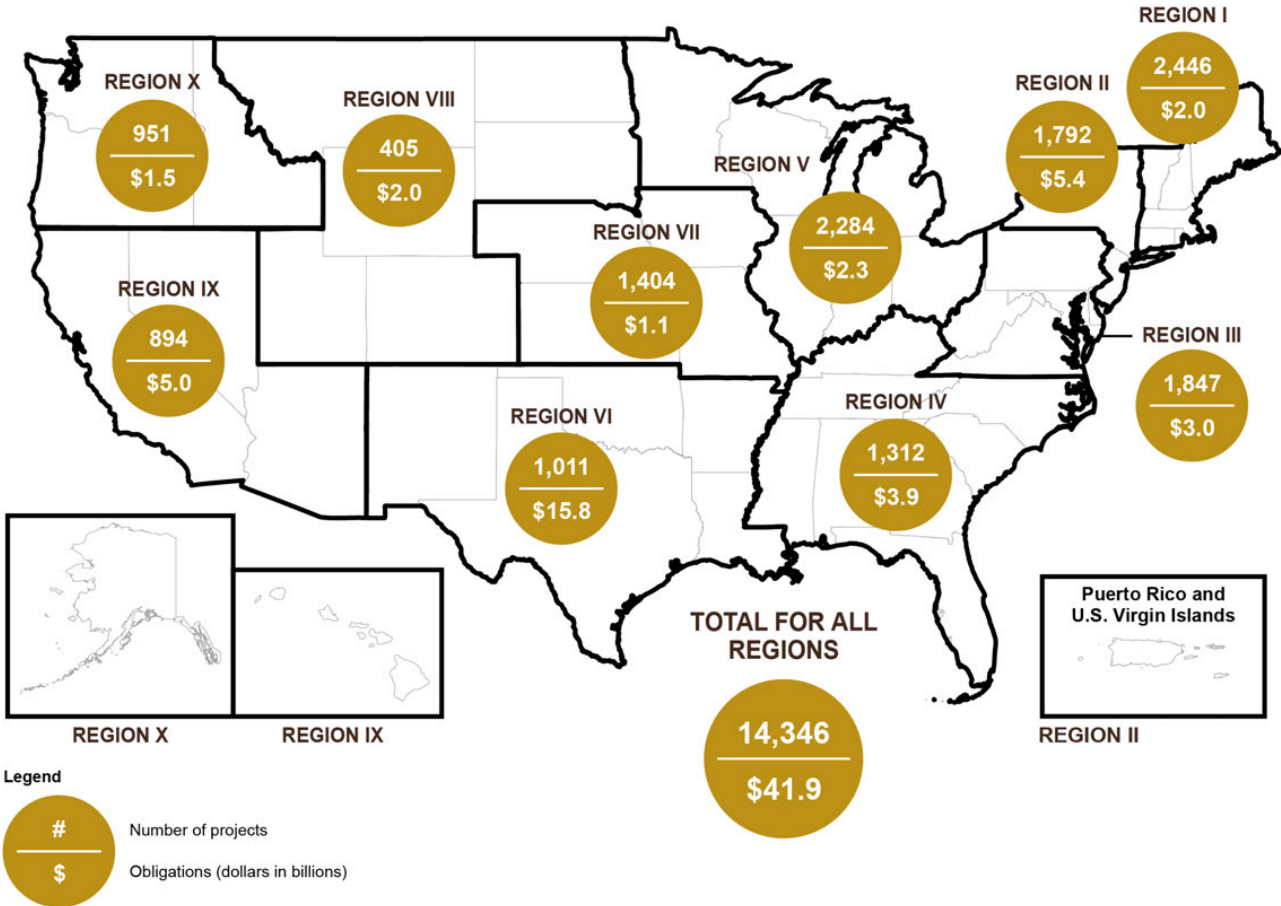 REGION I
2,446
$2.0
REGION II
1,792
$5.4
REGION X
951
$1.5
REGION VIII
405
$2.0
REGION V
2,284
$2.3
REGION VII
1,404
$1.1
REGION IX
894
$5.0
REGION III
1,847
$3.0
REGION VI
1,011
$15.8
REGION IV
1,312
$3.9
Puerto Rico and
U.S. Virgin Islands
TOTAL FOR ALL
REGIONS
14,346
$41.9
REGION X
REGION IX
REGION II
Legend
#
Number of projects
$
Obligations (dollars in billions)